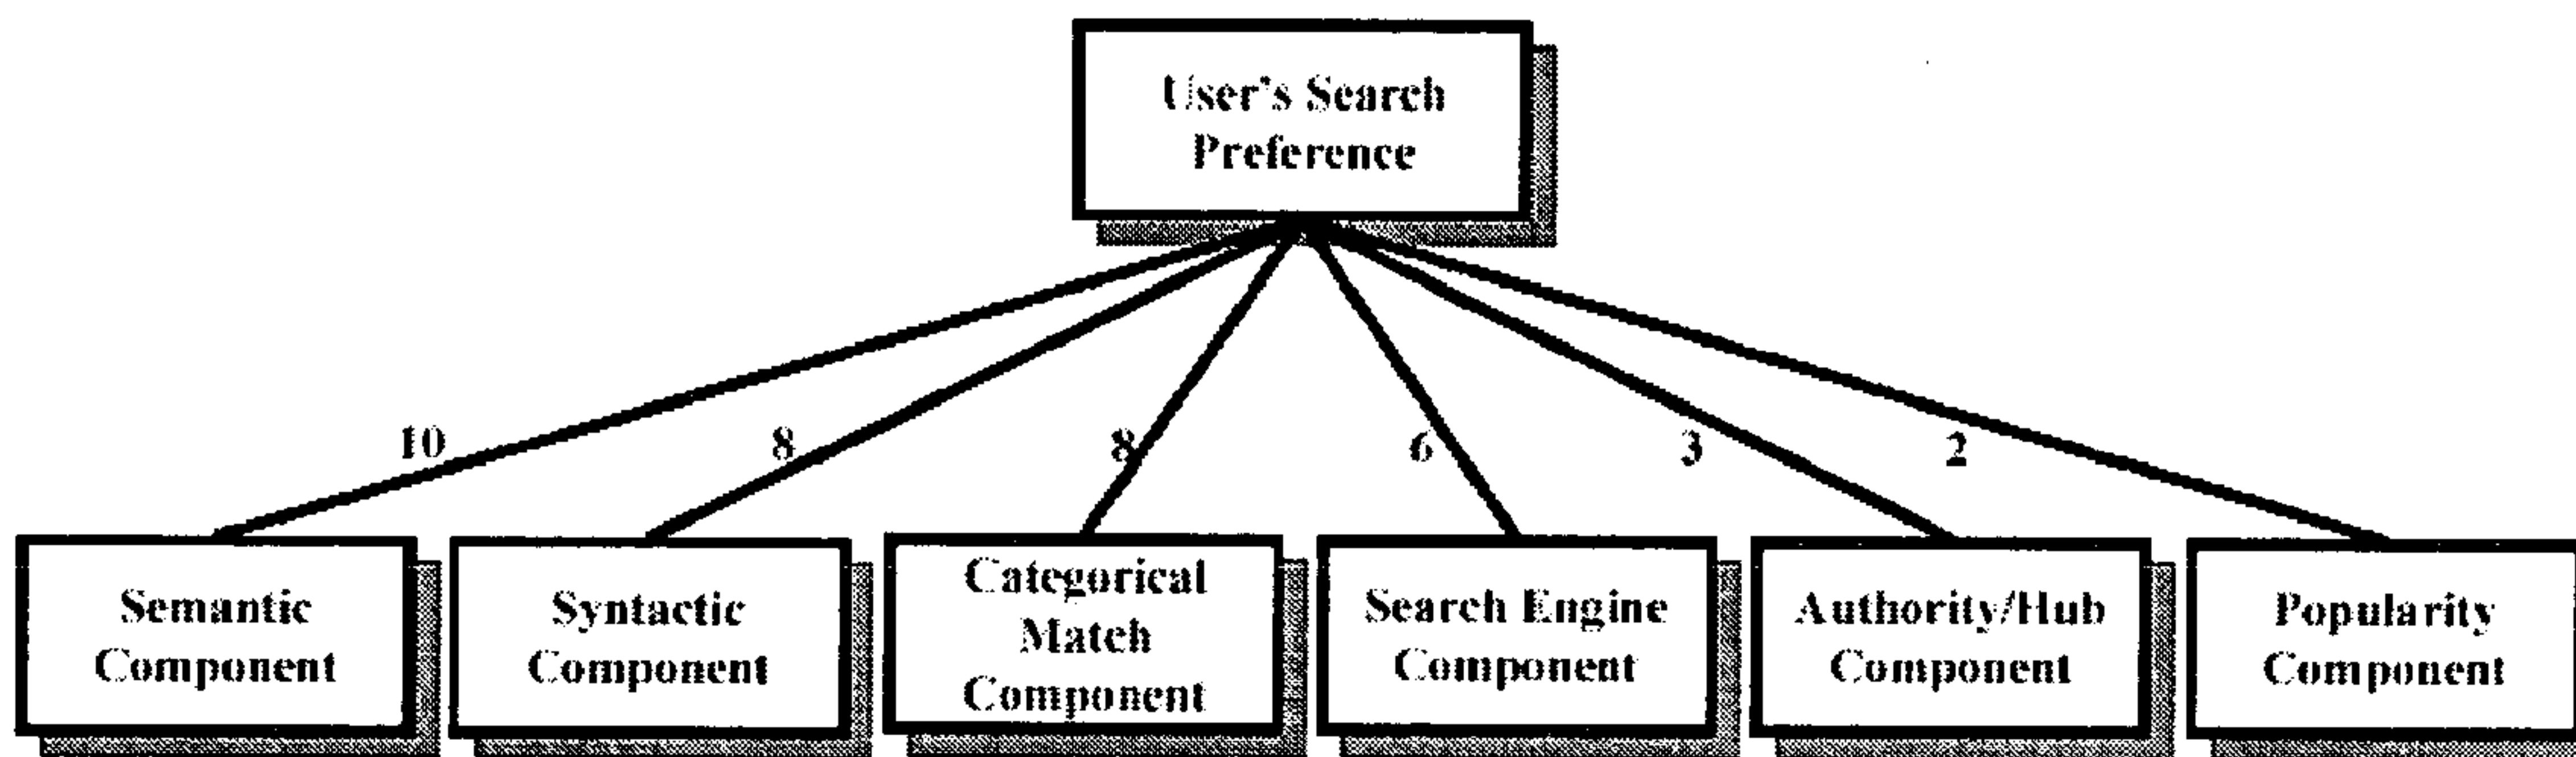 User's Search
Preference
10
8
8
6
3
2
Semantic
Component
Syntactic
Component
Categorical
Match
Component
Search Engine
Component
Authority/Hub
Component
Popularity
Component